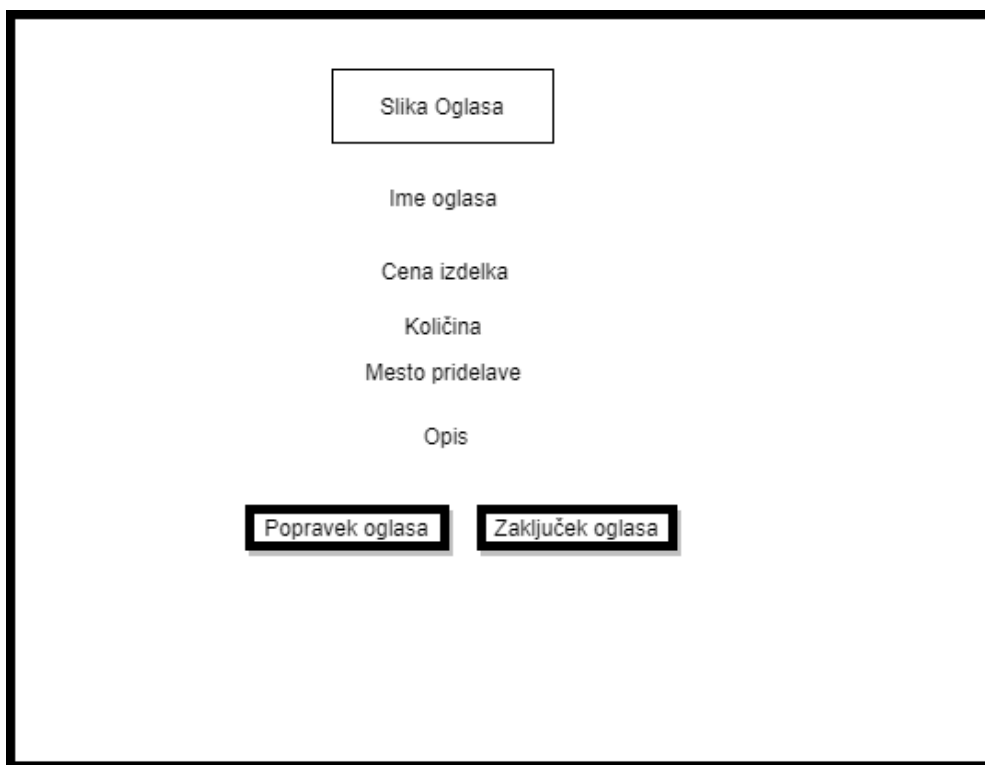 Slika Oglasa
Ime oglasa
Cena izdelka
Količina
Mesto pridelave
Opis
Popravek oglasa
Zaključek oglasa